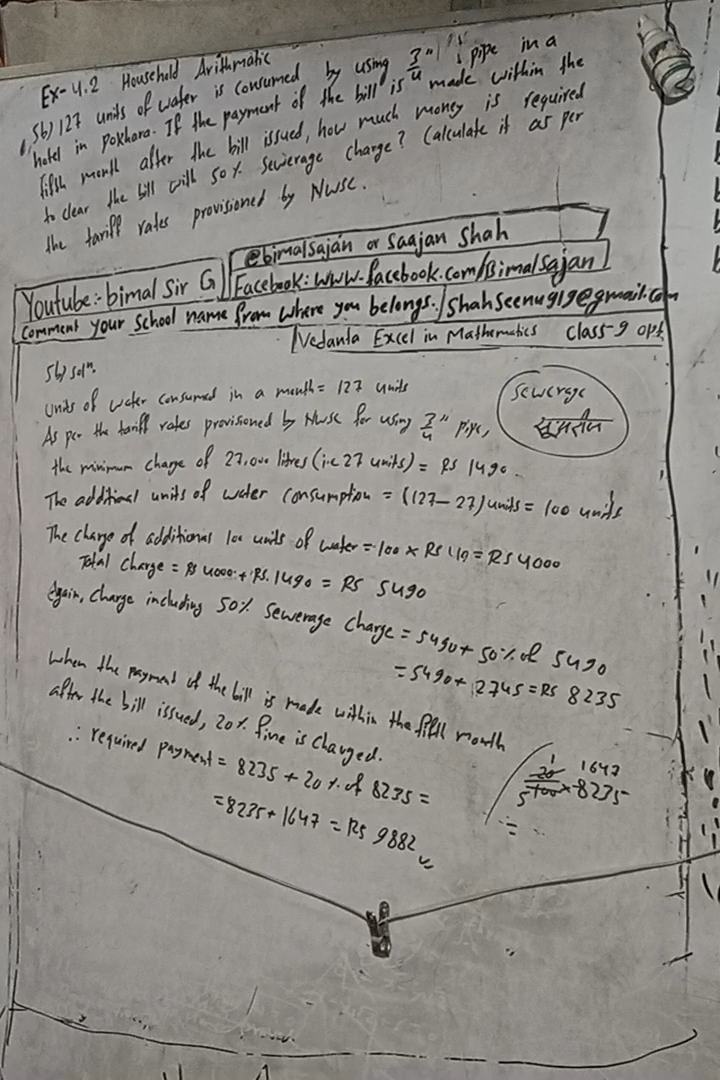 Ex-4.2 Household Arithmatic
5b) 127 units of water is consumed by using 3/4" pipe in a
hotel in Pokhara. If the payment of the bill is made within the
fifth month after the bill issued, how much money is required
to clear the bill with 50% sewerage charge? Calculate it as per
the tariff rates provisioned by NWSC.
@bimalsajan or Saajan Shah
Youtube:- bimal Sir G
Facebook: www.facebook.com/Bimalsajan
Comment your School name from where you belongs. / Shahseenu919@gmail.com
Vedanta Excel in Mathematics Class-9 opt.
5b) solⁿ.
Units of water consumed in a month = 127 units
Sewerage
As per the tariff rates provisioned by NWSC for using 3/4" pipe,
the minimum charge of 27,000 litres (i.e 27 units) = RS 1490.
The additional units of water consumption = (127-27) units = 100 units
The charge of additional 100 units of water = 100 × RS 40 = RS 4000
Total charge = RS 4000 + RS. 1490 = RS 5490
Again, Charge including 50% Sewerage Charge = 5490 + 50% of 5490
= 5490 + 2745 = RS 8235
When the payment of the bill is made within the fifth month
after the bill issued, 20% fine is charged.
∴ required payment = 8235 + 20% of 8235 =
= 8235 + 1647 = RS 9882
1 1647
20/100 × 8235
5
=